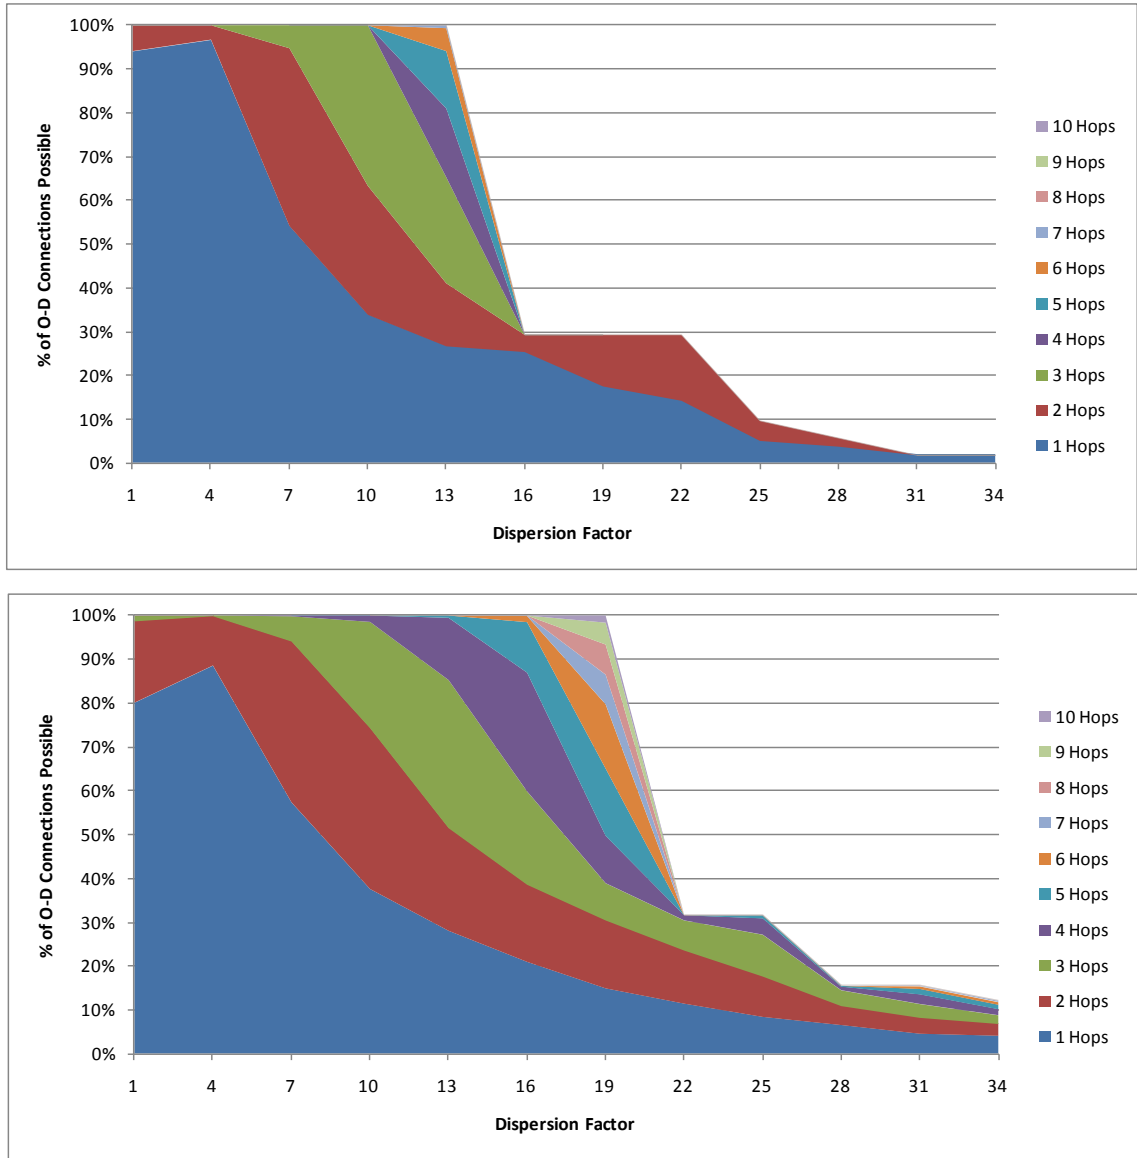 100%
90%
80%
70%
60%
50%
40%
30%
20%
10%
0%
% of O-D Connections Possible
1 4 7 10 13 16 19 22 25 28 31 34
Dispersion Factor
10 Hops
9 Hops
8 Hops
7 Hops
6 Hops
5 Hops
4 Hops
3 Hops
2 Hops
1 Hops
100%
90%
80%
70%
60%
50%
40%
30%
20%
10%
0%
% of O-D Connections Possible
1 4 7 10 13 16 19 22 25 28 31 34
Dispersion Factor
10 Hops
9 Hops
8 Hops
7 Hops
6 Hops
5 Hops
4 Hops
3 Hops
2 Hops
1 Hops